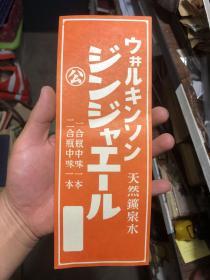 ウヰルキンソン
天然鑛泉水
ジンジャエール
公
一合瓶中味一本
二合瓶中味一本